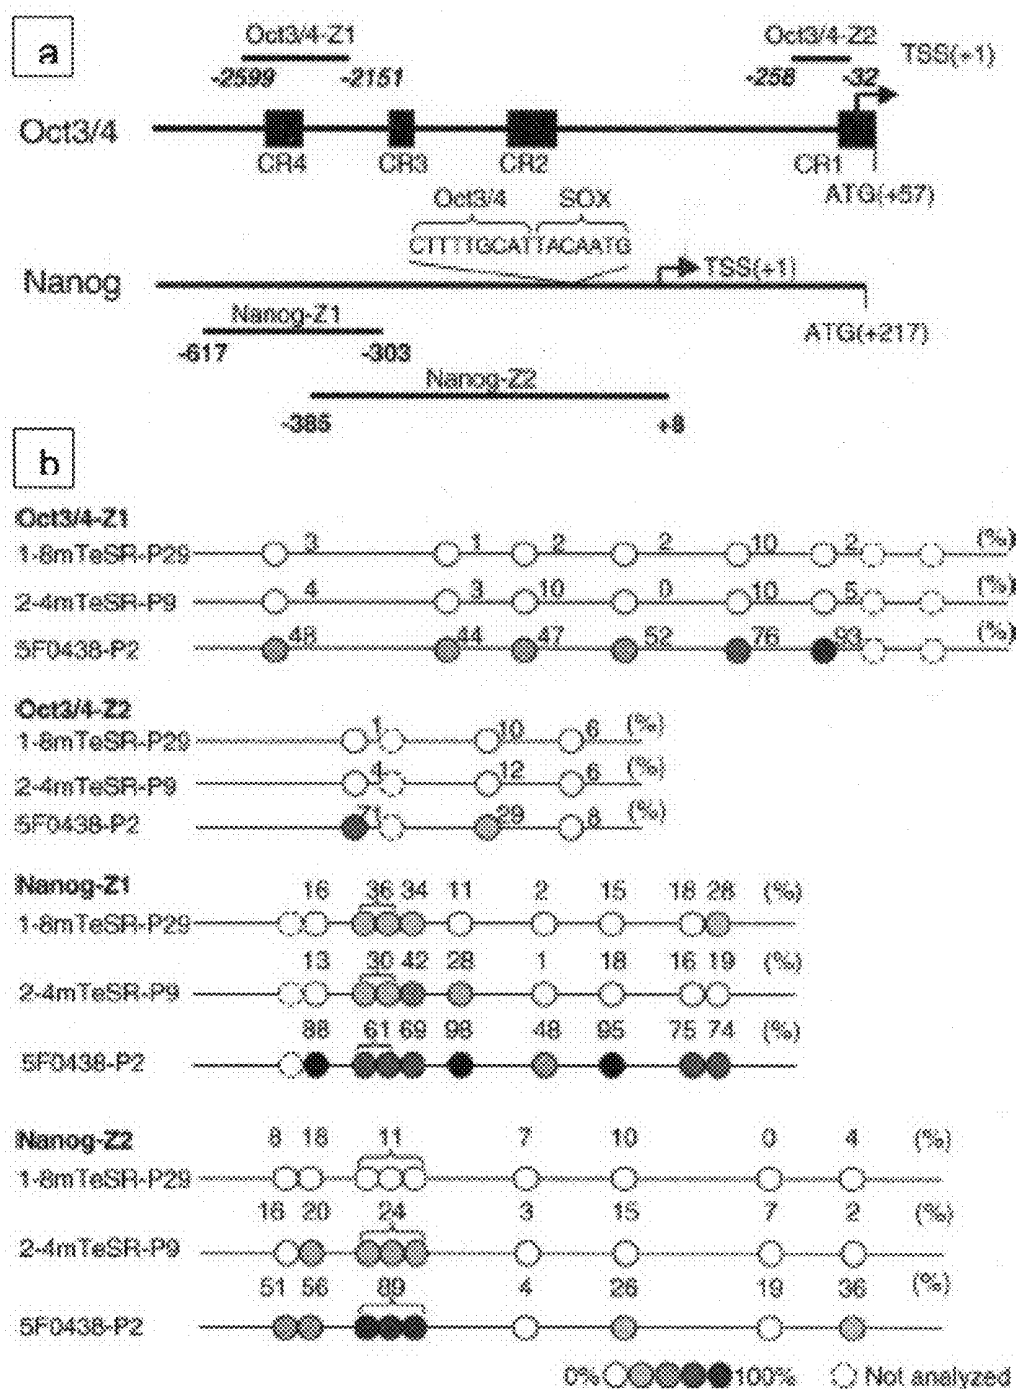 a
Oct3/4-Z1
Oct3/4-Z2
-2599 -2151
-258 -32
TSS(+1)
Oct3/4
CR4 CR3 CR2 CR1
ATG(+57)
Oct3/4 SOX
CTTTTGCATTACAATG
Nanog
TSS(+1)
ATG(+217)
Nanog-Z1
-617 -303
Nanog-Z2
-385 +8
b
Oct3/4-Z1
1-8mTeSR-P29 3 1 2 2 10 2 (%)
2-4mTeSR-P9 4 3 10 0 10 5 (%)
5F0438-P2 48 44 47 52 76 93 (%)
Oct3/4-Z2
1-8mTeSR-P29 1 10 6 (%)
2-4mTeSR-P9 4 12 6 (%)
5F0438-P2 71 29 8 (%)
Nanog-Z1
16 36 34 11 2 15 18 28 (%)
1-8mTeSR-P29
13 30 42 28 1 18 16 19 (%)
2-4mTeSR-P9
88 61 69 98 48 95 75 74 (%)
5F0438-P2
Nanog-Z2
8 18 11 7 10 0 4 (%)
1-8mTeSR-P29
16 20 24 3 15 7 2 (%)
2-4mTeSR-P9
51 56 89 4 26 19 36 (%)
5F0438-P2
0% 100% Not analyzed